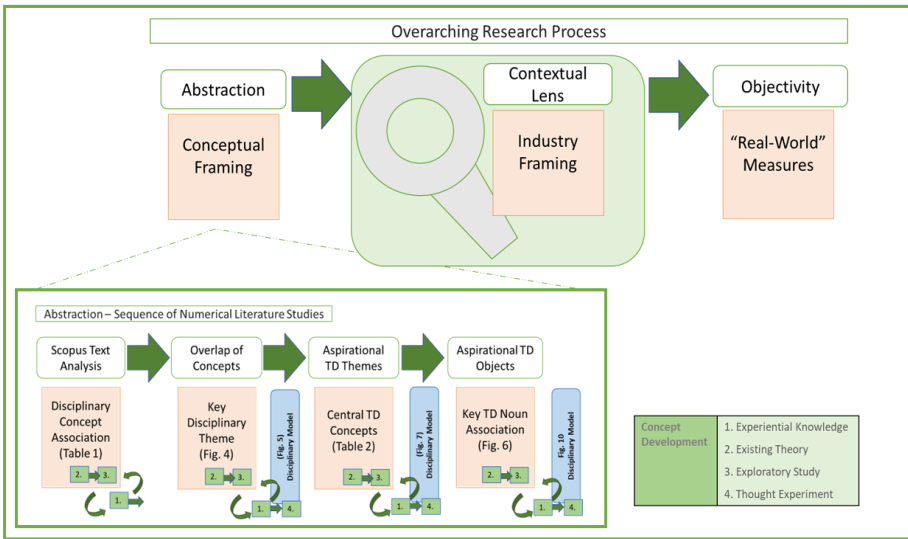 Overarching Research Process
Abstraction
Conceptual
Framing
Contextual
Lens
Industry
Framing
Objectivity
“Real-World”
Measures
Abstraction – Sequence of Numerical Literature Studies
Scopus Text
Analysis
Overlap of
Concepts
Aspirational
TD Themes
Aspirational TD
Objects
Disciplinary
Concept
Association
(Table 1)
2.
3.
1.
Key
Disciplinary
Theme
(Fig. 4)
2.
3.
1.
4.
(Fig. 5)
Disciplinary Model
Central TD
Concepts
(Table 2)
2.
3.
1.
4.
(Fig. 7)
Disciplinary Model
Key TD Noun
Association
(Fig. 6)
2.
3.
1.
4.
Fig. 10
Disciplinary Model
Concept
Development
1. Experiential Knowledge
2. Existing Theory
3. Exploratory Study
4. Thought Experiment